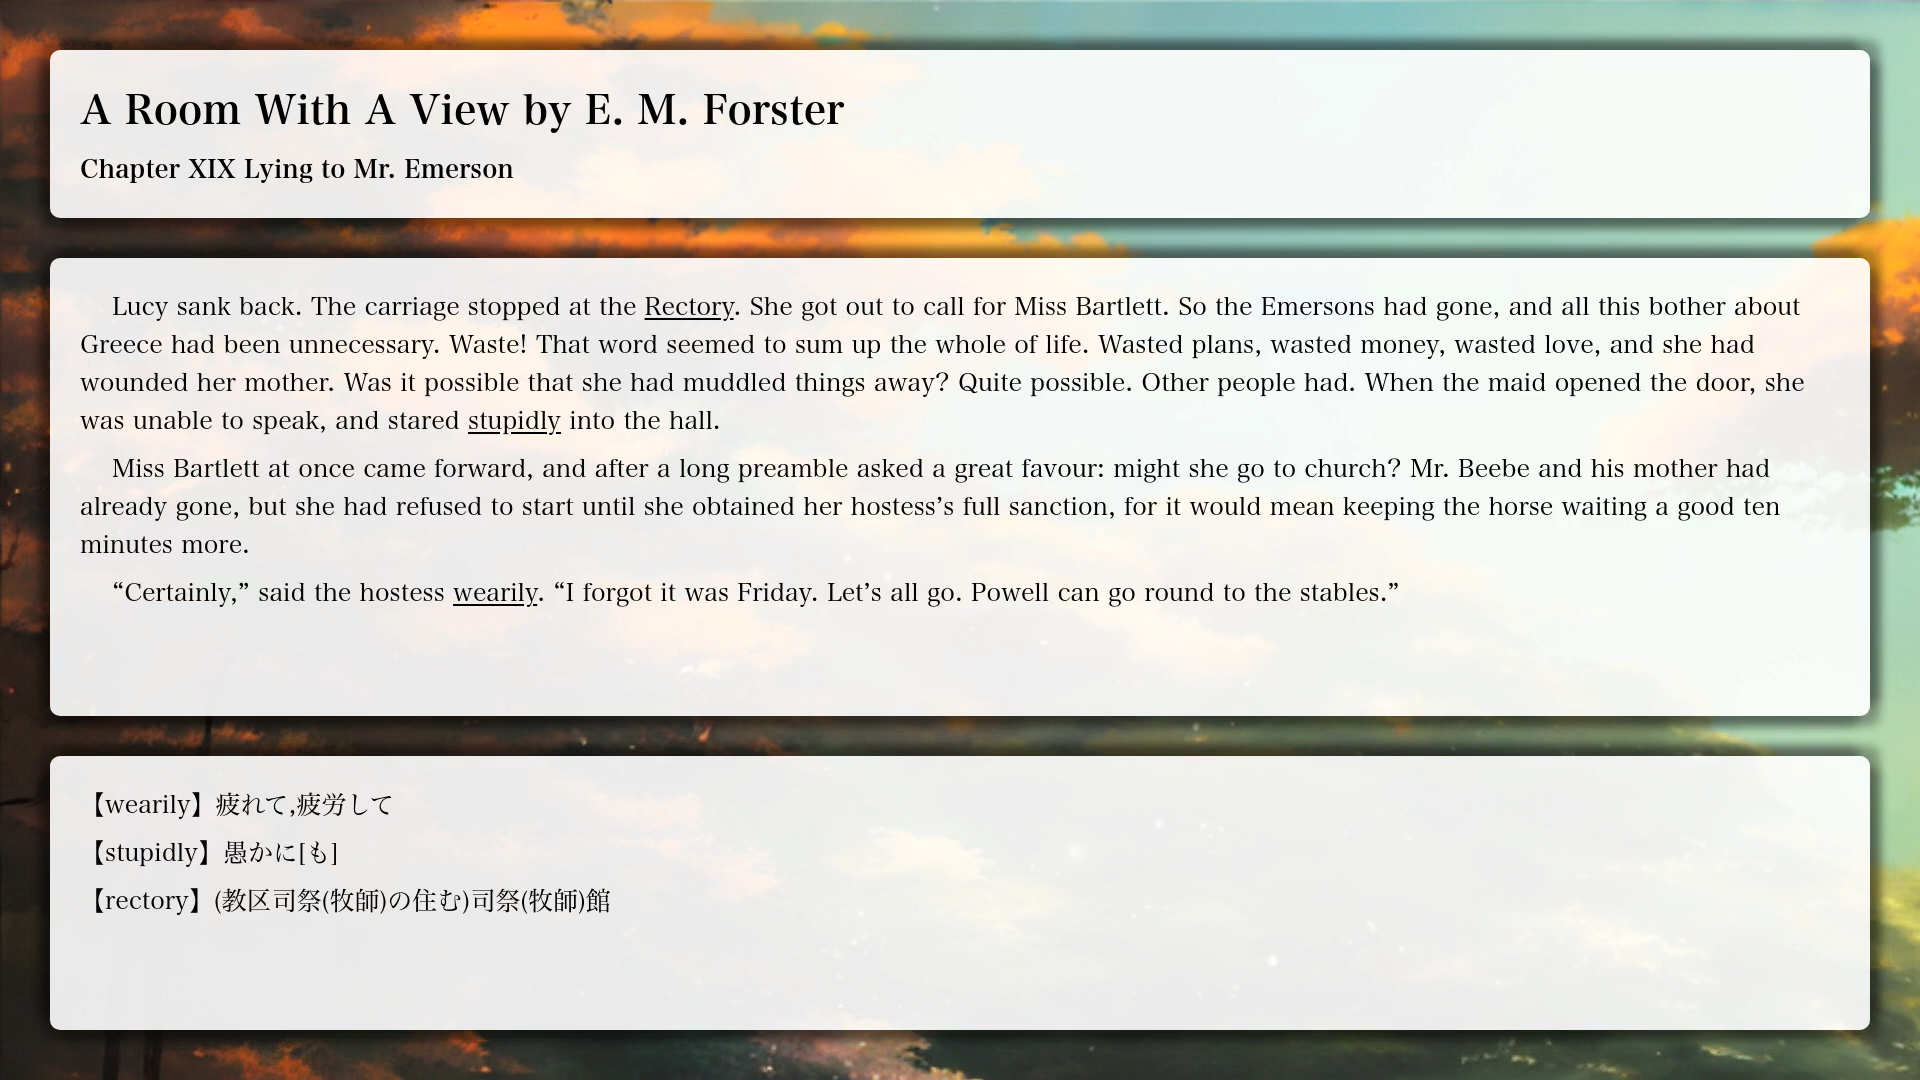 A Room With A View by E. M. Forster
Chapter XIX Lying to Mr. Emerson
Lucy sank back. The carriage stopped at the Rectory. She got out to call for Miss Bartlett. So the Emersons had gone, and all this bother about
Greece had been unnecessary. Waste! That word seemed to sum up the whole of life. Wasted plans, wasted money, wasted love, and she had
wounded her mother. Was it possible that she had muddled things away? Quite possible. Other people had. When the maid opened the door, she
was unable to speak, and stared stupidly into the hall.
Miss Bartlett at once came forward, and after a long preamble asked a great favour: might she go to church? Mr. Beebe and his mother had
already gone, but she had refused to start until she obtained her hostess’s full sanction, for it would mean keeping the horse waiting a good ten
minutes more.
“Certainly,” said the hostess wearily. “I forgot it was Friday. Let’s all go. Powell can go round to the stables.”
【wearily】疲れて,疲労して
【stupidly】愚かに[も]
【rectory】(教区司祭(牧師)の住む)司祭(牧師)館